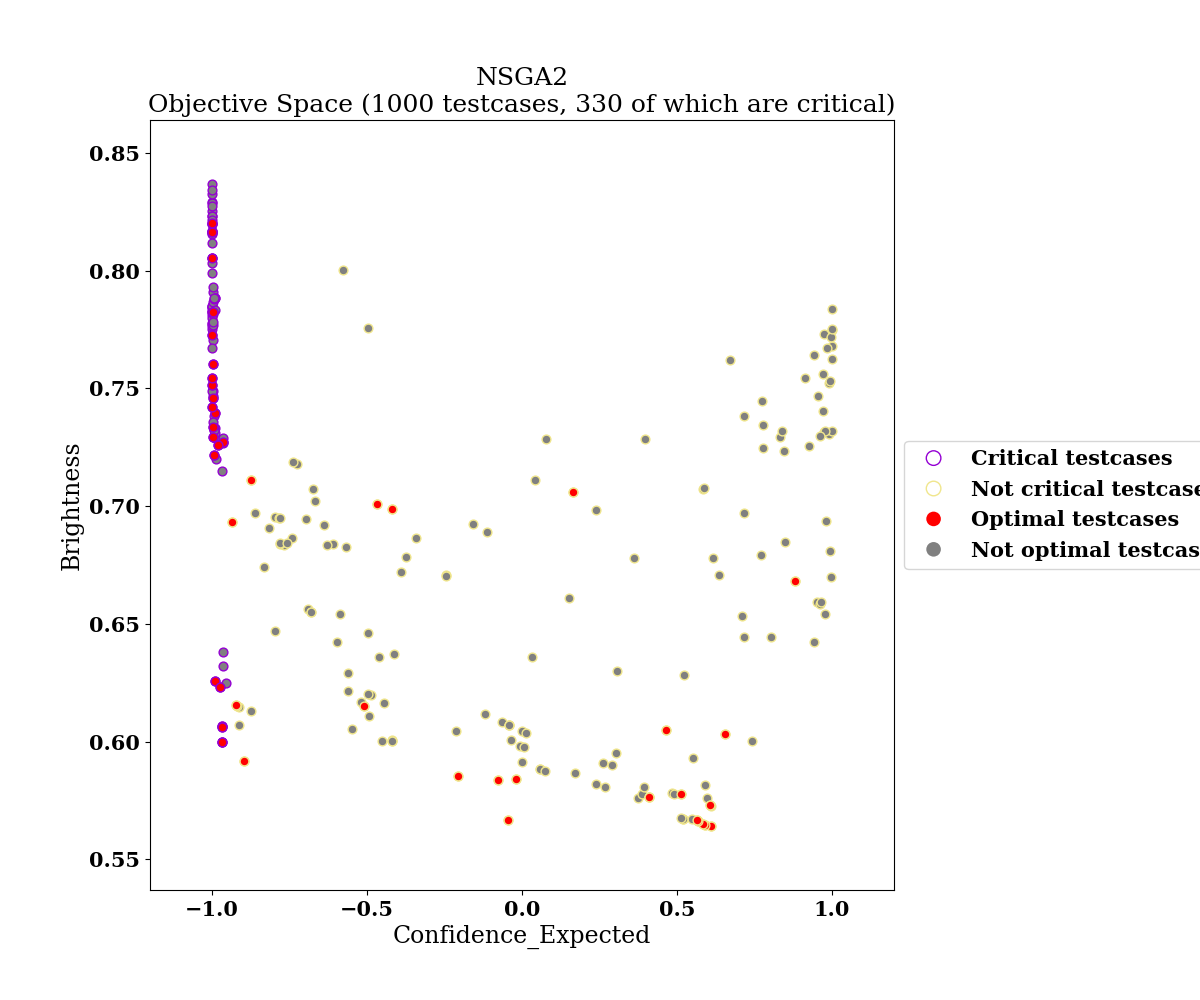 NSGA2
Objective Space (1000 testcases, 330 of which are critical)
0.85
0.80
0.75
0.70
0.65
0.60
0.55
Brightness
−1.0
−0.5
0.0
0.5
1.0
Confidence_Expected
Critical testcases
Not critical testcase
Optimal testcases
Not optimal testcas